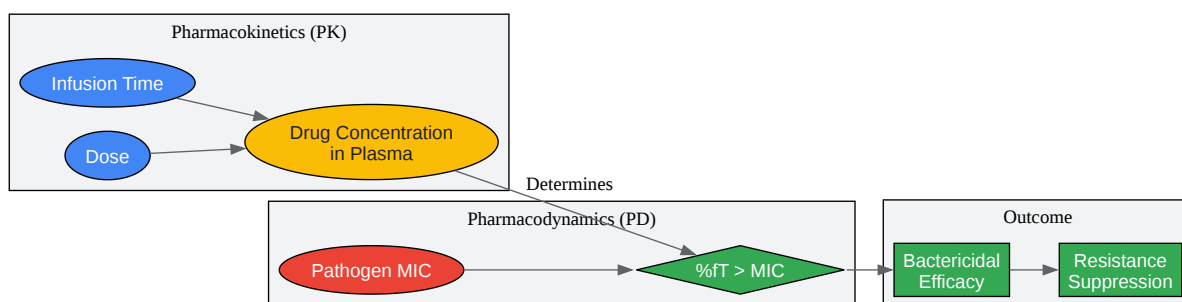 Pharmacokinetics (PK)
Infusion Time
Dose
Drug Concentration
in Plasma
Determines
Pharmacodynamics (PD)
Pathogen MIC
%fT > MIC
Outcome
Bactericidal
Efficacy
Resistance
Suppression